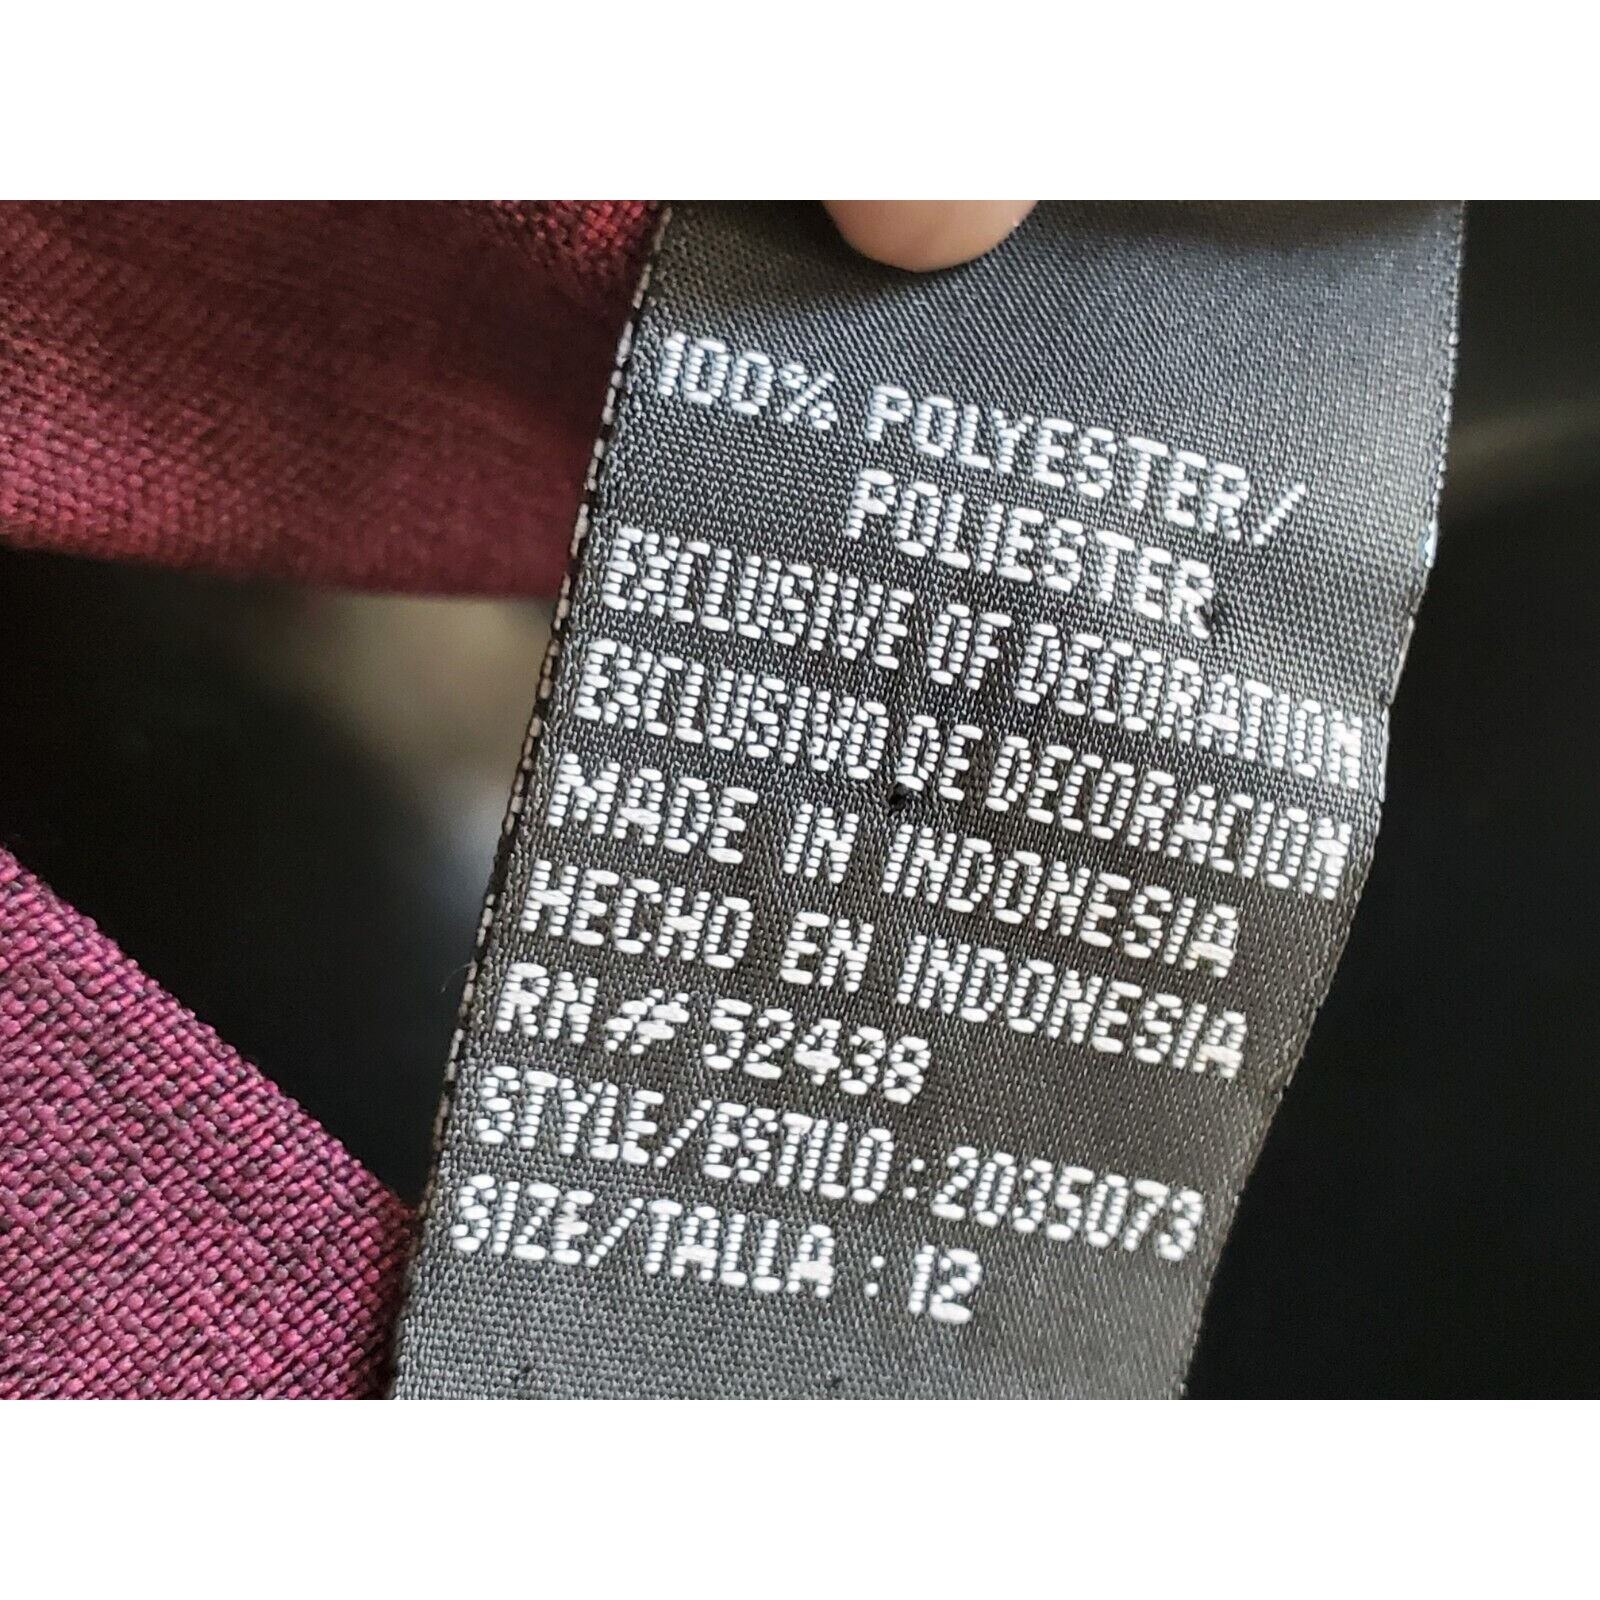 100% POLYESTER/
POLIESTER
EXCLUSIVE OF DECORATION
EXCLUSIVO DE DECORACION
MADE IN INDONESIA
HECHO EN INDONESIA
RN # 52438
STYLE/ESTILO : 2035073
SIZE/TALLA : 12